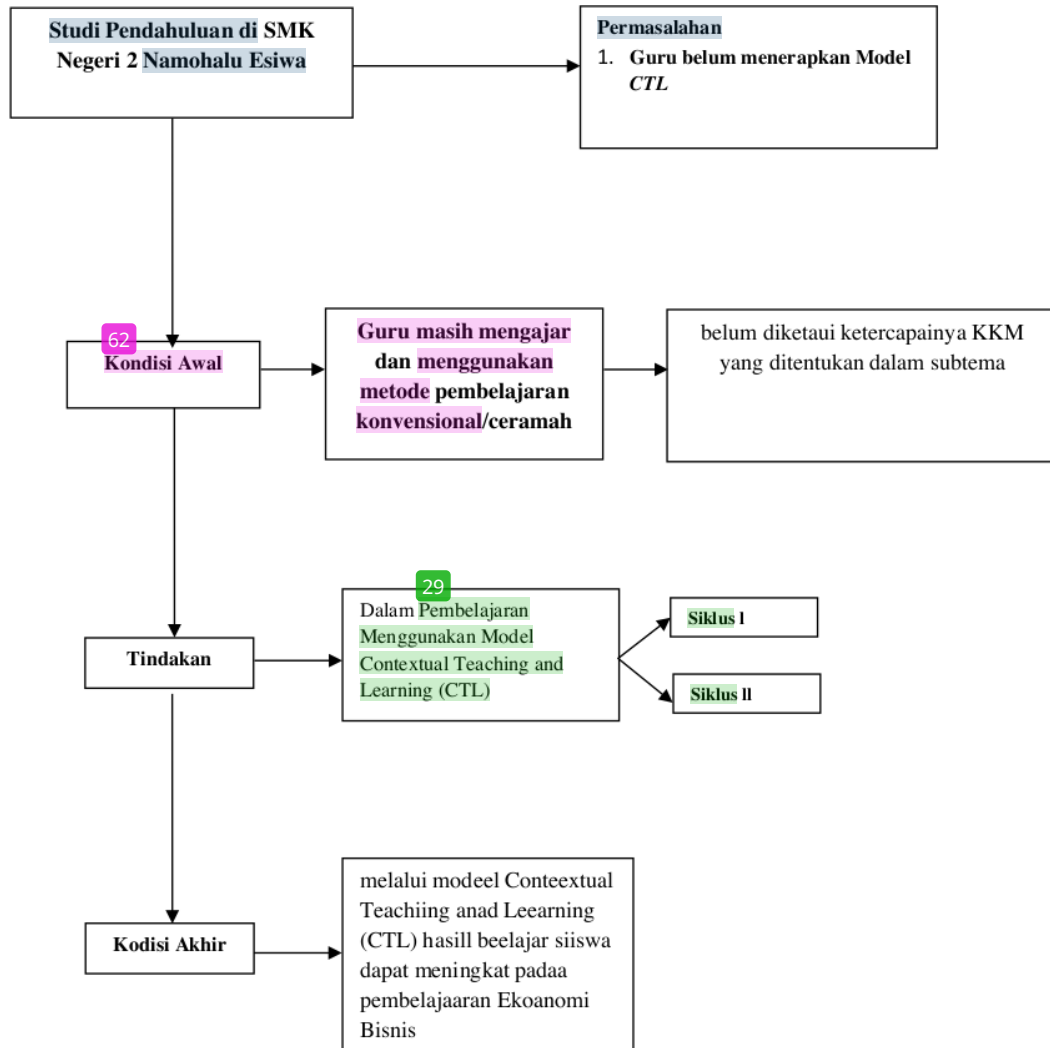 Studi Pendahuluan di SMK
Negeri 2 Namohalu Esiwa
Permasalahan
1. Guru belum menerapkan Model
CTL
62
Kondisi Awal
Guru masih mengajar
dan menggunakan
metode pembelajaran
konvensional/ceramah
belum diketaui ketercapainya KKM
yang ditentukan dalam subtema
Tindakan
29
Dalam Pembelajaran
Menggunakan Model
Contextual Teaching and
Learning (CTL)
Siklus l
Siklus ll
Kodisi Akhir
melalui modeel Conteextual
Teachiing anad Leearning
(CTL) hasill beelajar siiswa
dapat meningkat padaa
pembelajaaran Ekoanomi
Bisnis